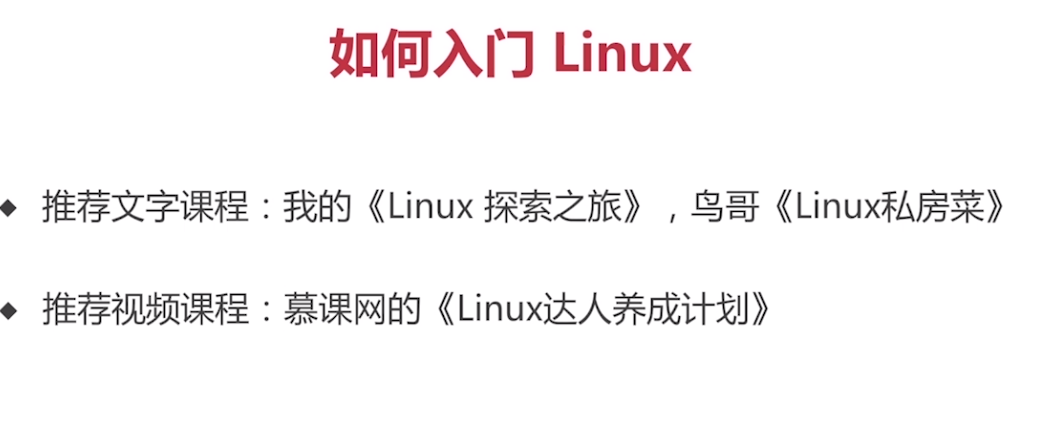 如何入门 Linux
◆ 推荐文字课程：我的《Linux 探索之�》，鸟哥《Linux私房菜》
◆ 推荐视频课程：慕课网的《Linux达人养成计划》